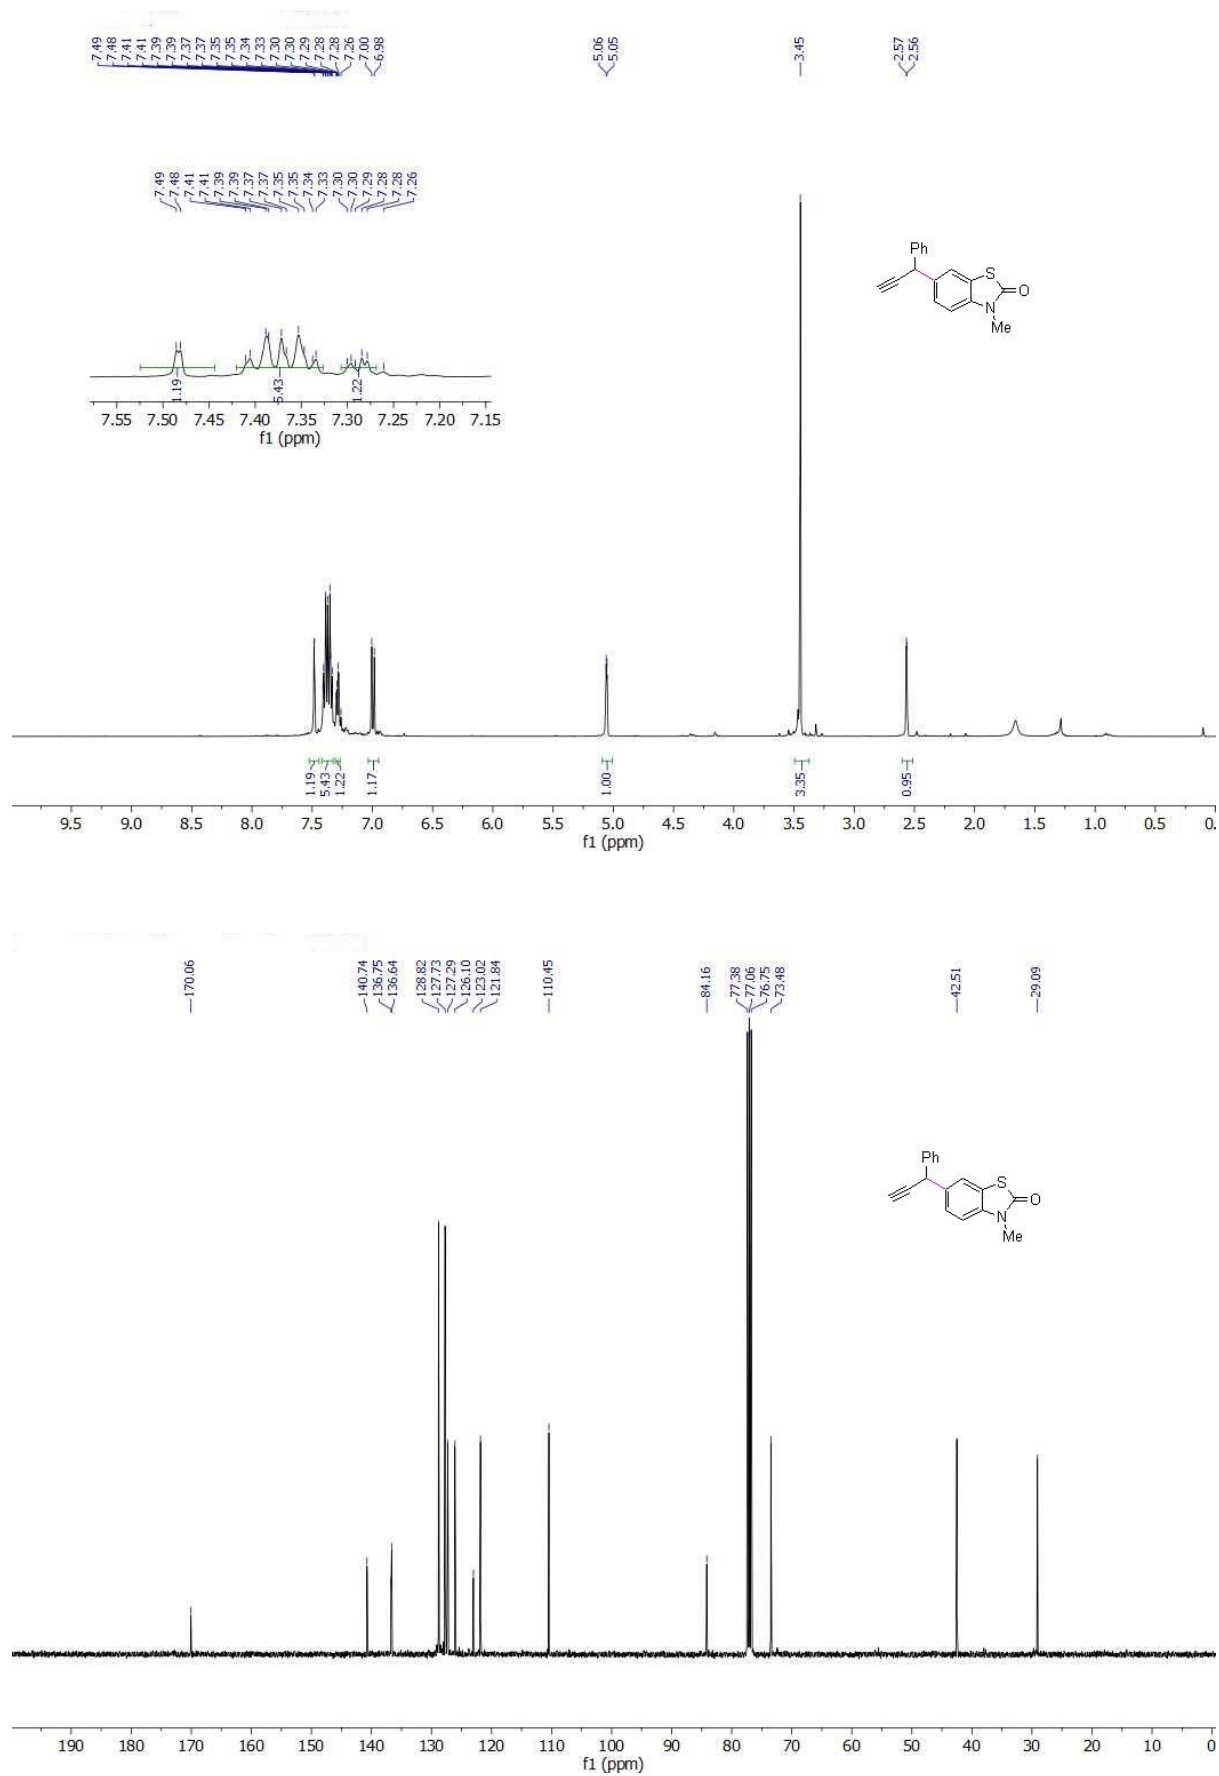 7.49 7.48 7.41 7.41 7.39 7.39 7.37 7.37 7.35 7.35 7.34 7.33 7.30 7.30 7.29 7.28 7.28 7.26 7.00 6.98 5.06 5.05 3.45 2.57 2.56
7.49 7.48 7.41 7.41 7.39 7.39 7.37 7.37 7.35 7.35 7.34 7.33 7.30 7.30 7.29 7.28 7.28 7.26
1.19 5.43 1.22
7.55 7.50 7.45 7.40 7.35 7.30 7.25 7.20 7.15
f1 (ppm)
Ph
S
O
N
Me
1.19 5.43 1.22 1.17 1.00 3.35 0.95
9.5 9.0 8.5 8.0 7.5 7.0 6.5 6.0 5.5 5.0 4.5 4.0 3.5 3.0 2.5 2.0 1.5 1.0 0.5 0.
f1 (ppm)
170.06 140.74 136.75 136.64 128.82 127.73 127.29 126.10 123.02 121.84 110.45 84.16 77.38 77.06 76.75 73.48 42.51 29.09
Ph
S
O
N
Me
190 180 170 160 150 140 130 120 110 100 90 80 70 60 50 40 30 20 10 0
f1 (ppm)